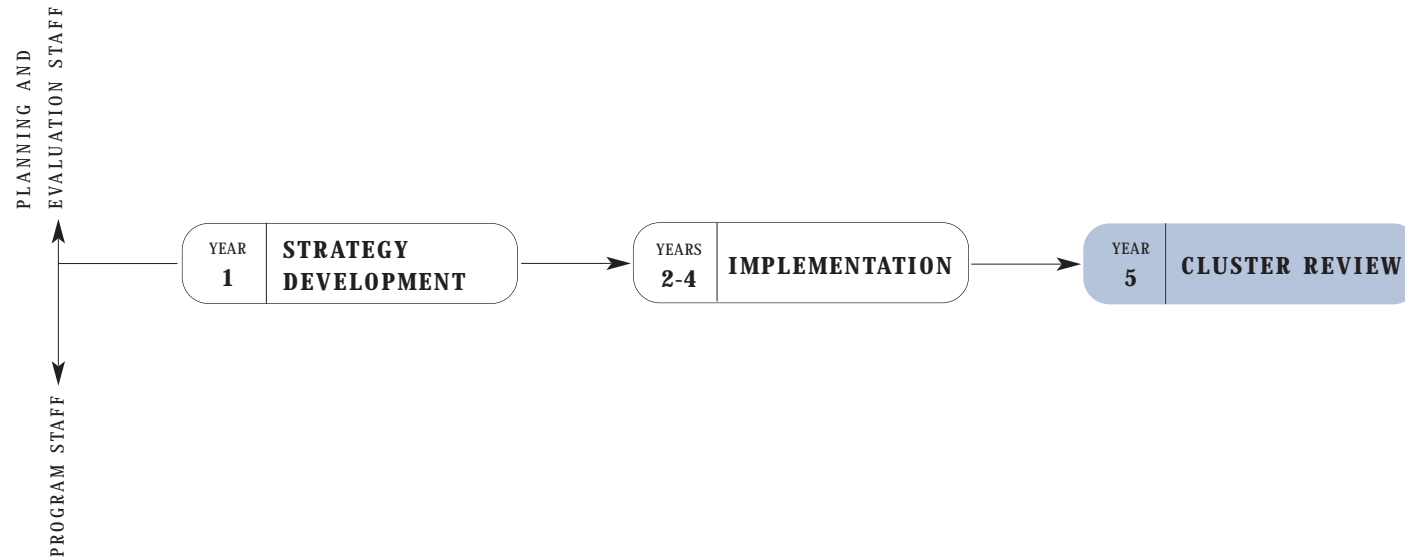 PLANNING AND
EVALUATION STAFF
YEAR
1
STRATEGY
DEVELOPMENT
YEARS
2-4
IMPLEMENTATION
YEAR
5
CLUSTER REVIEW
PROGRAM STAFF